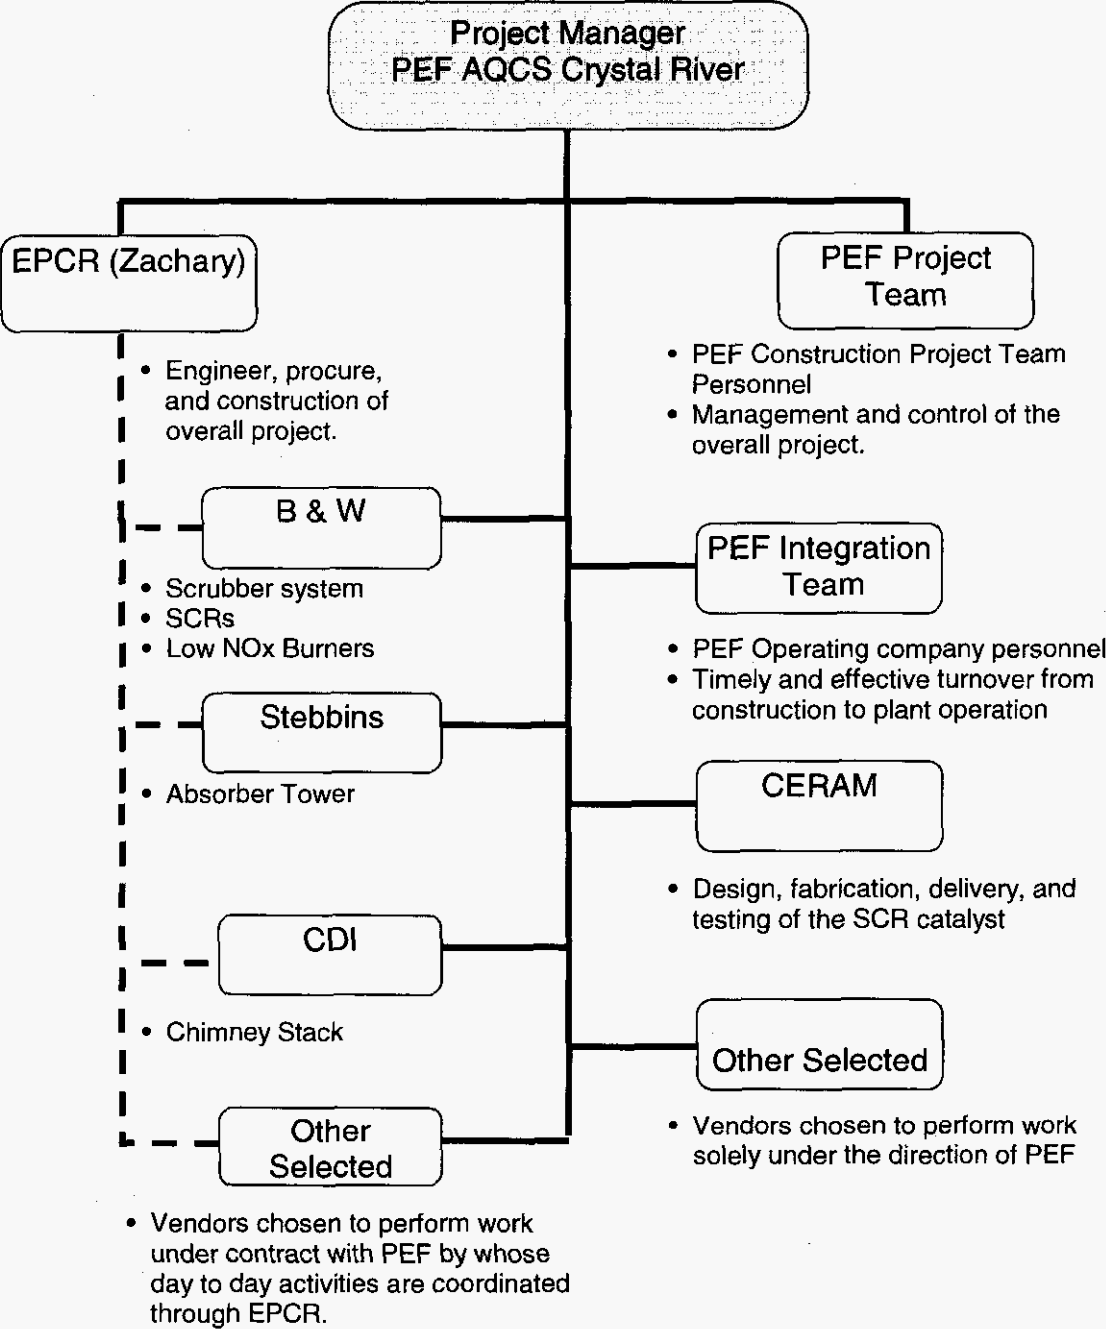 Project Manager
PEF AQCS Crystal River
EPCR (Zachary)
• Engineer, procure,
and construction of
overall project.
B & W
• Scrubber system
• SCRs
• Low NOx Burners
Stebbins
• Absorber Tower
CDI
• Chimney Stack
Other
Selected
• Vendors chosen to perform work
under contract with PEF by whose
day to day activities are coordinated
through EPCR.
PEF Project
Team
• PEF Construction Project Team
Personnel
• Management and control of the
overall project.
PEF Integration
Team
• PEF Operating company personnel
• Timely and effective turnover from
construction to plant operation
CERAM
• Design, fabrication, delivery, and
testing of the SCR catalyst
Other Selected
• Vendors chosen to perform work
solely under the direction of PEF